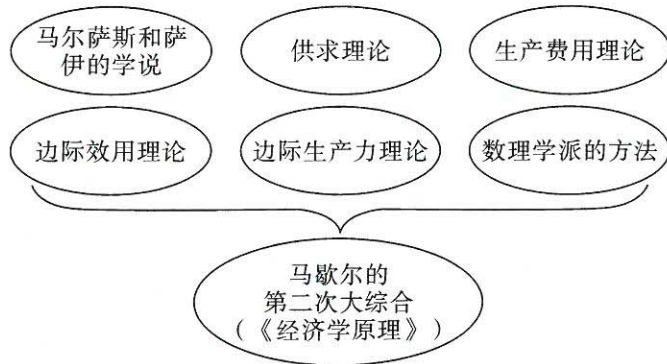 马尔萨斯和萨
伊的学说
供求理论
生产费用理论
边际效用理论
边际生产力理论
数理学派的方法
马歇尔的
第二次大综合
(《经济学原理》)